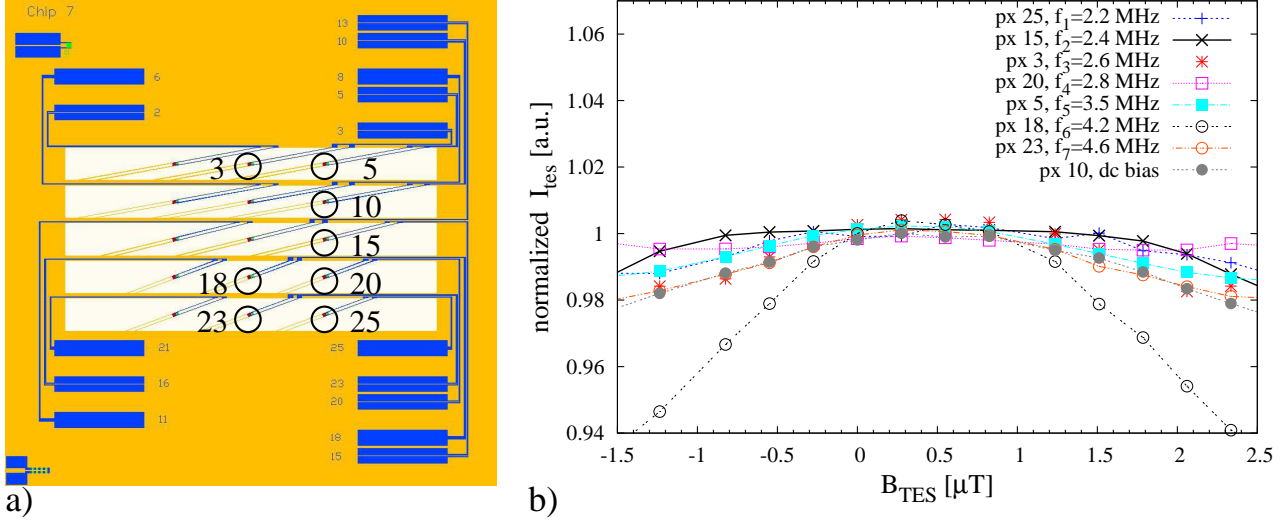 Chip 7
13
10
6
8
5
2
3
3
5
10
15
18
20
23
25
21
25
16
23
20
11
18
15
a)
px 25, f1=2.2 MHz
px 15, f2=2.4 MHz
px 3, f3=2.6 MHz
px 20, f4=2.8 MHz
px 5, f5=3.5 MHz
px 18, f6=4.2 MHz
px 23, f7=4.6 MHz
px 10, dc bias
normalized Ites [a.u.]
1.06
1.04
1.02
1
0.98
0.96
0.94
-1.5 -1 -0.5 0 0.5 1 1.5 2 2.5
BTES [μT]
b)